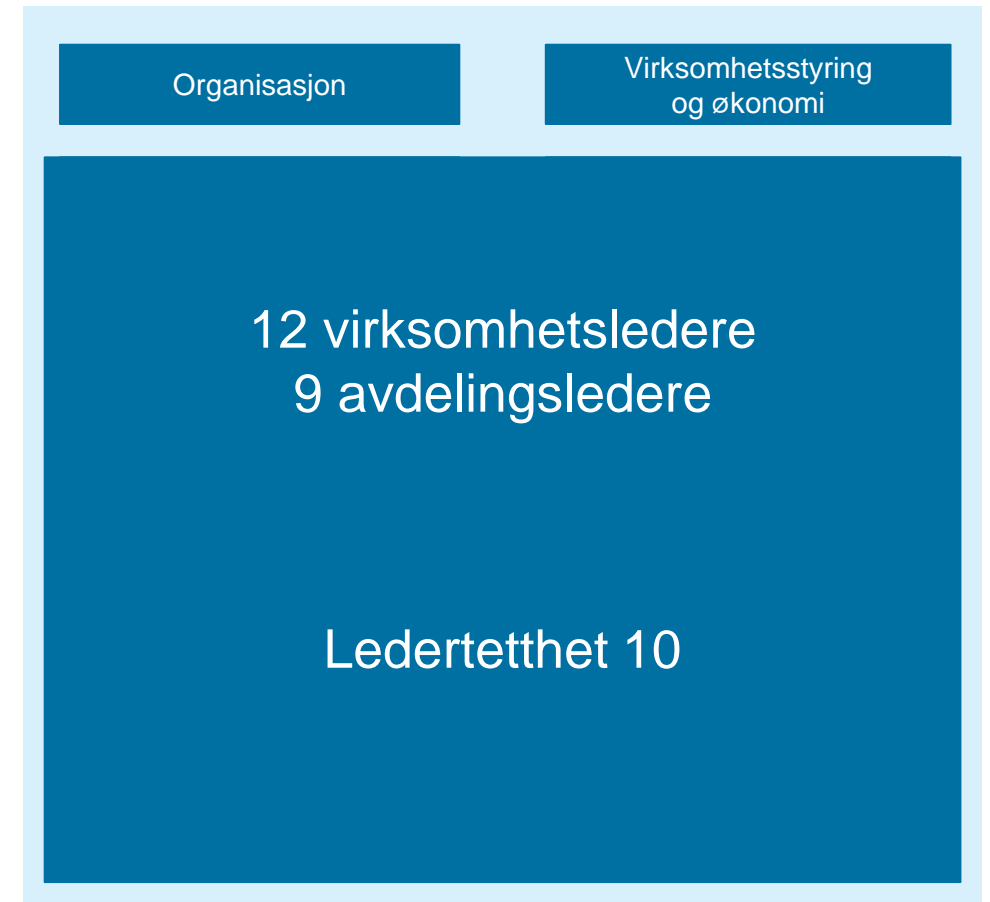 Organisasjon
Virksomhetsstyring
og økonomi
12 virksomhetsledere
9 avdelingsledere
Ledertetthet 10